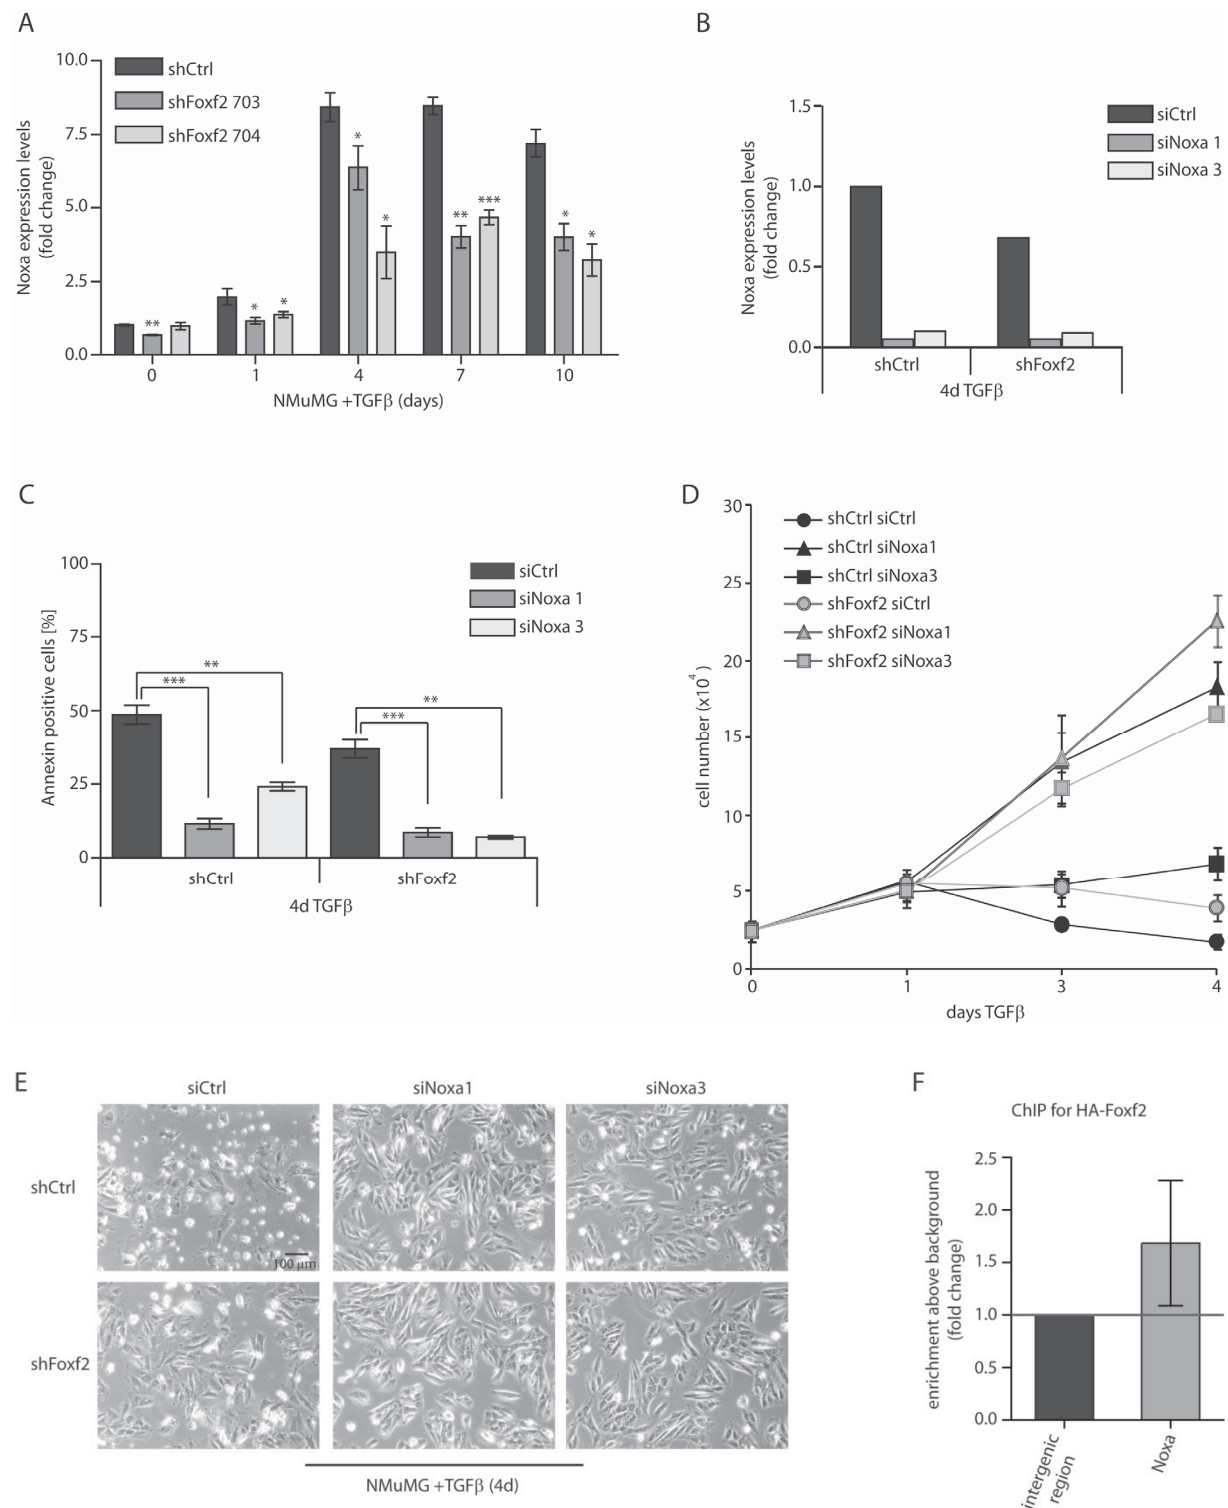 A
Noxa expression levels
(fold change)
10.0
7.5
5.0
2.5
0.0
shCtrl
shFoxf2 703
shFoxf2 704
**
*
*
*
*
**
***
*
*
0
1
4
7
10
NMuMG +TGFβ (days)
B
Noxa expression levels
(fold change)
1.5
1.0
0.5
0.0
siCtrl
siNoxa 1
siNoxa 3
shCtrl
shFoxf2
4d TGFβ
C
Annexin positive cells [%]
100
75
50
25
0
siCtrl
siNoxa 1
siNoxa 3
**
***
**
***
shCtrl
shFoxf2
4d TGFβ
D
cell number (x10⁴)
30
25
20
15
10
5
0
shCtrl siCtrl
shCtrl siNoxa1
shCtrl siNoxa3
shFoxf2 siCtrl
shFoxf2 siNoxa1
shFoxf2 siNoxa3
0
1
3
4
days TGFβ
E
siCtrl
siNoxa1
siNoxa3
shCtrl
100 µm
shFoxf2
NMuMG +TGFβ (4d)
F
ChIP for HA-Foxf2
enrichment above background
(fold change)
2.5
2.0
1.5
1.0
0.5
0.0
intergenic
region
Noxa